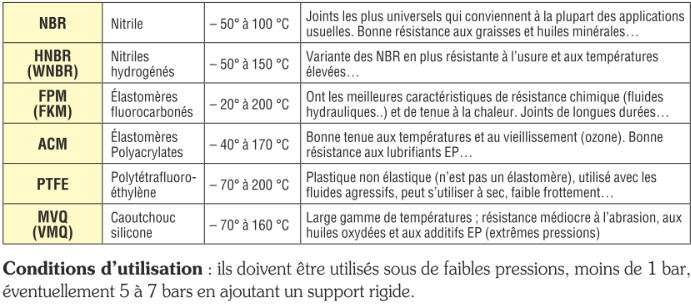 NBR Nitrile – 50° à 100 °C Joints les plus universels qui conviennent à la plupart des applications
usuelles. Bonne résistance aux graisses et huiles minérales…
HNBR Nitriles – 50° à 150 °C Variante des NBR en plus résistante à l'usure et aux températures
(WNBR) hydrogénés élevées…
FPM Élastomères – 20° à 200 °C Ont les meilleures caractéristiques de résistance chimique (fluides
(FKM) fluorocarbonés hydrauliques..) et de tenue à la chaleur. Joints de longues durées…
ACM Élastomères – 40° à 170 °C Bonne tenue aux températures et au vieillissement (ozone). Bonne
Polyacrylates résistance aux lubrifiants EP…
PTFE Polytétrafluoro- – 70° à 200 °C Plastique non élastique (n'est pas un élastomère), utilisé avec les
éthylène fluides agressifs, peut s'utiliser à sec, faible frottement…
MVQ Caoutchouc – 70° à 160 °C Large gamme de températures ; résistance médiocre à l'abrasion, aux
(VMQ) silicone huiles oxydées et aux additifs EP (extrêmes pressions)
Conditions d'utilisation : ils doivent être utilisés sous de faibles pressions, moins de 1 bar,
éventuellement 5 à 7 bars en ajoutant un support rigide.